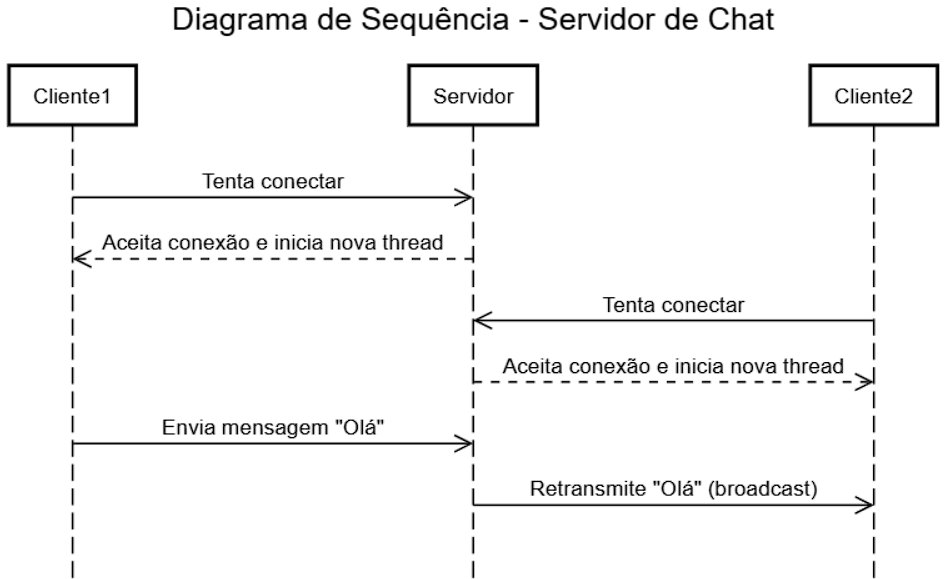 Diagrama de Sequência - Servidor de Chat
Cliente1
Servidor
Cliente2
Tenta conectar
Aceita conexão e inicia nova thread
Tenta conectar
Aceita conexão e inicia nova thread
Envia mensagem "Olá"
Retransmite "Olá" (broadcast)